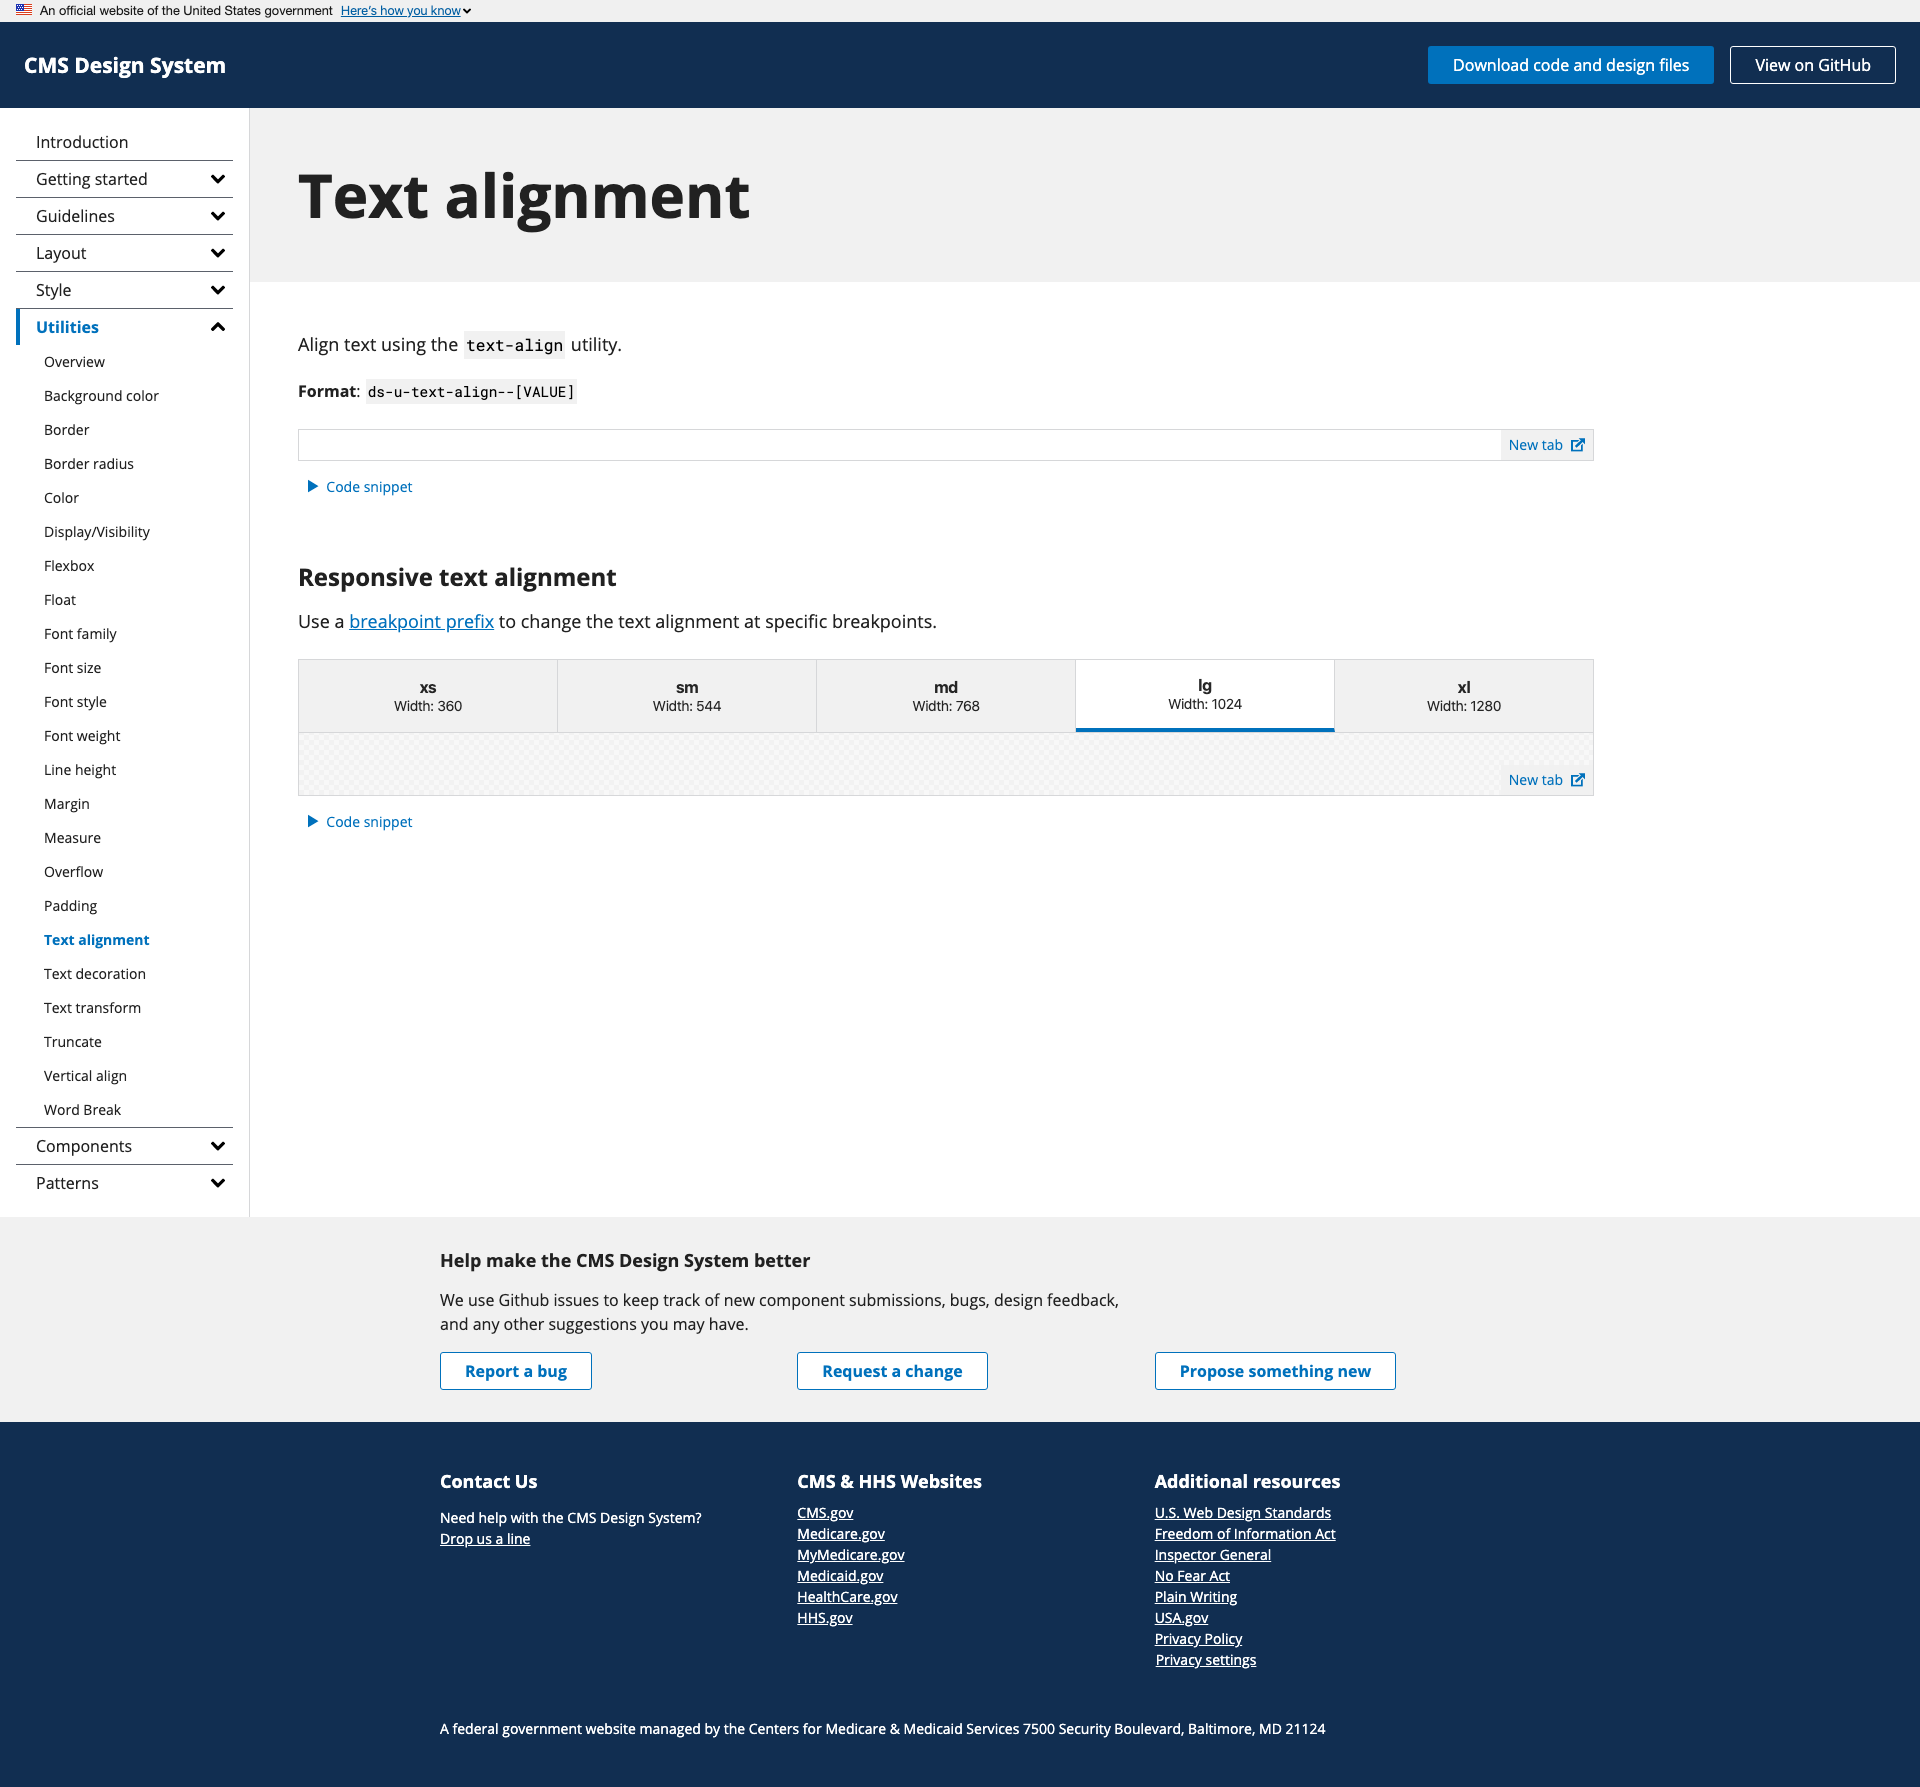 An official website of the United States government Here's how you know
CMS Design System
Download code and design files
View on GitHub
Introduction
Getting started
Guidelines
Layout
Style
Utilities
Overview
Background color
Border
Border radius
Color
Display/Visibility
Flexbox
Float
Font family
Font size
Font style
Font weight
Line height
Margin
Measure
Overflow
Padding
Text alignment
Text decoration
Text transform
Truncate
Vertical align
Word Break
Components
Patterns
Text alignment
Align text using the text-align utility.
Format: ds-u-text-align--[VALUE]
New tab
Code snippet
Responsive text alignment
Use a breakpoint prefix to change the text alignment at specific breakpoints.
xs
Width: 360
sm
Width: 544
md
Width: 768
lg
Width: 1024
xl
Width: 1280
New tab
Code snippet
Help make the CMS Design System better
We use Github issues to keep track of new component submissions, bugs, design feedback,
and any other suggestions you may have.
Report a bug
Request a change
Propose something new
Contact Us
Need help with the CMS Design System?
Drop us a line
CMS & HHS Websites
CMS.gov
Medicare.gov
MyMedicare.gov
Medicaid.gov
HealthCare.gov
HHS.gov
Additional resources
U.S. Web Design Standards
Freedom of Information Act
Inspector General
No Fear Act
Plain Writing
USA.gov
Privacy Policy
Privacy settings
A federal government website managed by the Centers for Medicare & Medicaid Services 7500 Security Boulevard, Baltimore, MD 21124